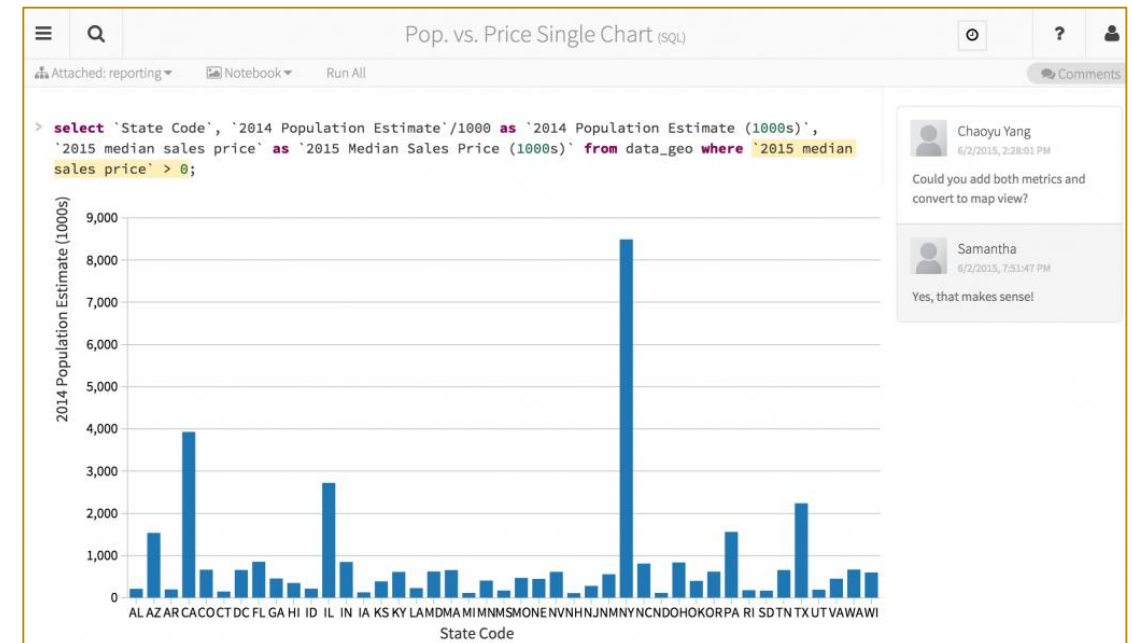 Pop. vs. Price Single Chart (SQL)
?
Attached: reporting Notebook Run All
Comments
> select `State Code`, `2014 Population Estimate`/1000 as `2014 Population Estimate (1000s)`,
`2015 median sales price` as `2015 Median Sales Price (1000s)` from data_geo where `2015 median
sales price` > 0;
Chaoyu Yang
6/2/2015, 2:28:01 PM
Could you add both metrics and
convert to map view?
Samantha
6/2/2015, 7:51:47 PM
Yes, that makes sense!
2014 Population Estimate (1000s)
9,000
8,000
7,000
6,000
5,000
4,000
3,000
2,000
1,000
0
AL AZ AR CA CO CT DC FL GA HI ID IL IN IA KS KY LA MD MA MI MN MS MO NE NV NH NJ NM NY NC ND OH OK OR PA RI SD TN TX UT VA WA WI
State Code